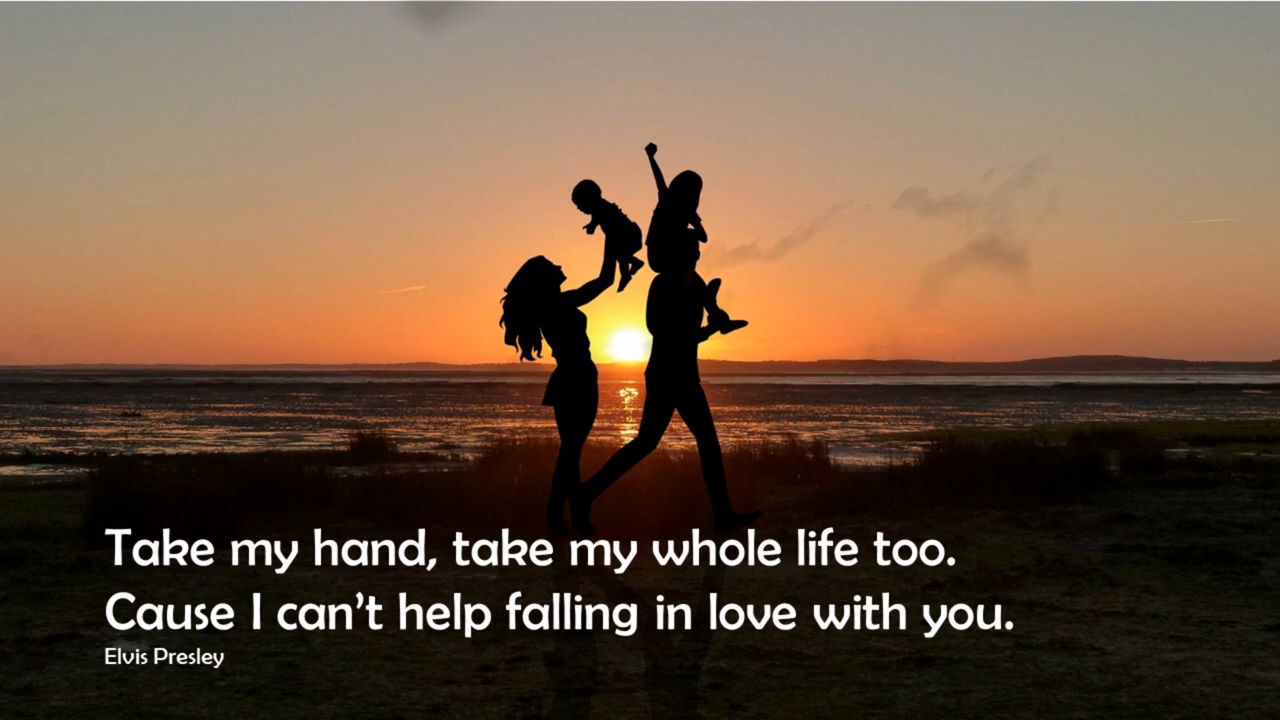 Take my hand, take my whole life too.
Cause I can’t help falling in love with you.
Elvis Presley